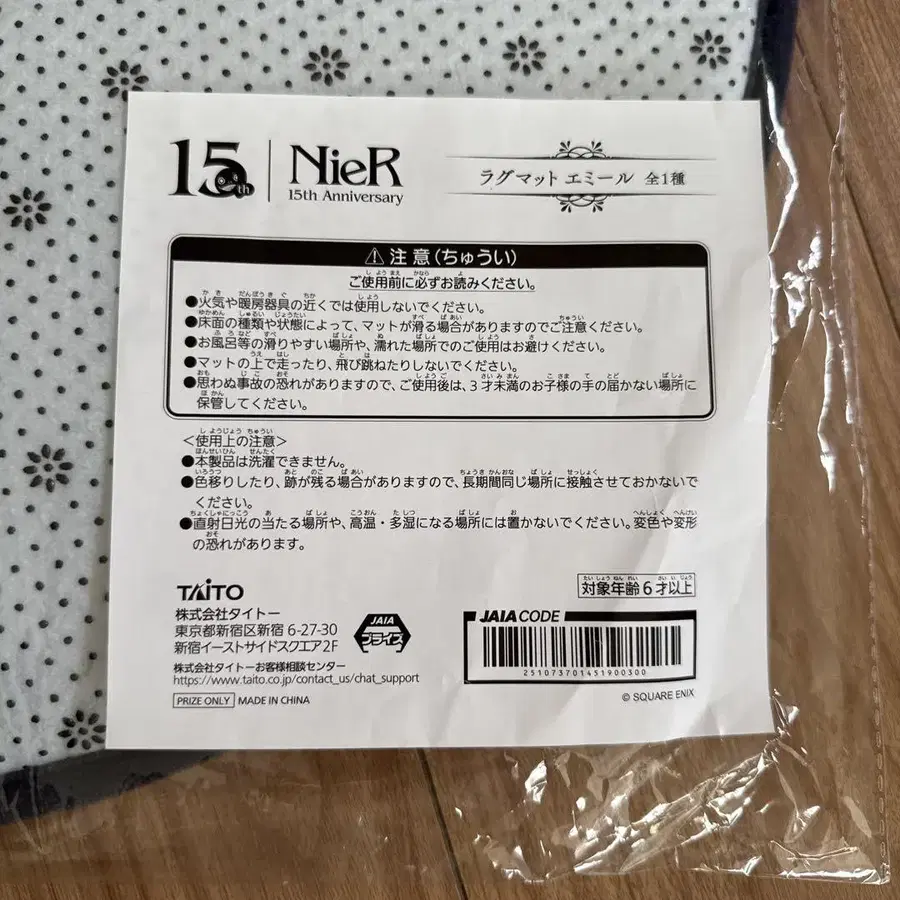 15th
NieR
15th Anniversary
ラグマット エミール 全1種
⚠注意(ちゅうい)
ご使用前に必ずお読みください。
●火気や暖房器具の近くでは使用しないでください。
●床面の種類や状態によって、マットが滑る場合がありますのでご注意ください。
●お風呂等の滑りやすい場所や、濡れた場所でのご使用はお避けください。
●マットの上で走ったり、飛び跳ねたりしないでください。
●思わぬ事故の恐れがありますので、ご使用後は、3才未満のお子様の手の届かない場所に
保管してください。
<使用上の注意>
●本製品は洗濯できません。
●色移りしたり、跡が残る場合がありますので、長期間同じ場所に接触させておかないで
ください。
●直射日光の当たる場所や、高温・多湿になる場所には置かないでください。変色や変形
の恐れがあります。
対象年齢6才以上
TAITO
株式会社タイトー
東京都新宿区新宿 6-27-30
新宿イーストサイドスクエア2F
JAIA
プライズ
株式会社タイトーお客様相談センター
https://www.taito.co.jp/contact_us/chat_support
PRIZE ONLY MADE IN CHINA
JAIA CODE
251073701451900300
© SQUARE ENIX